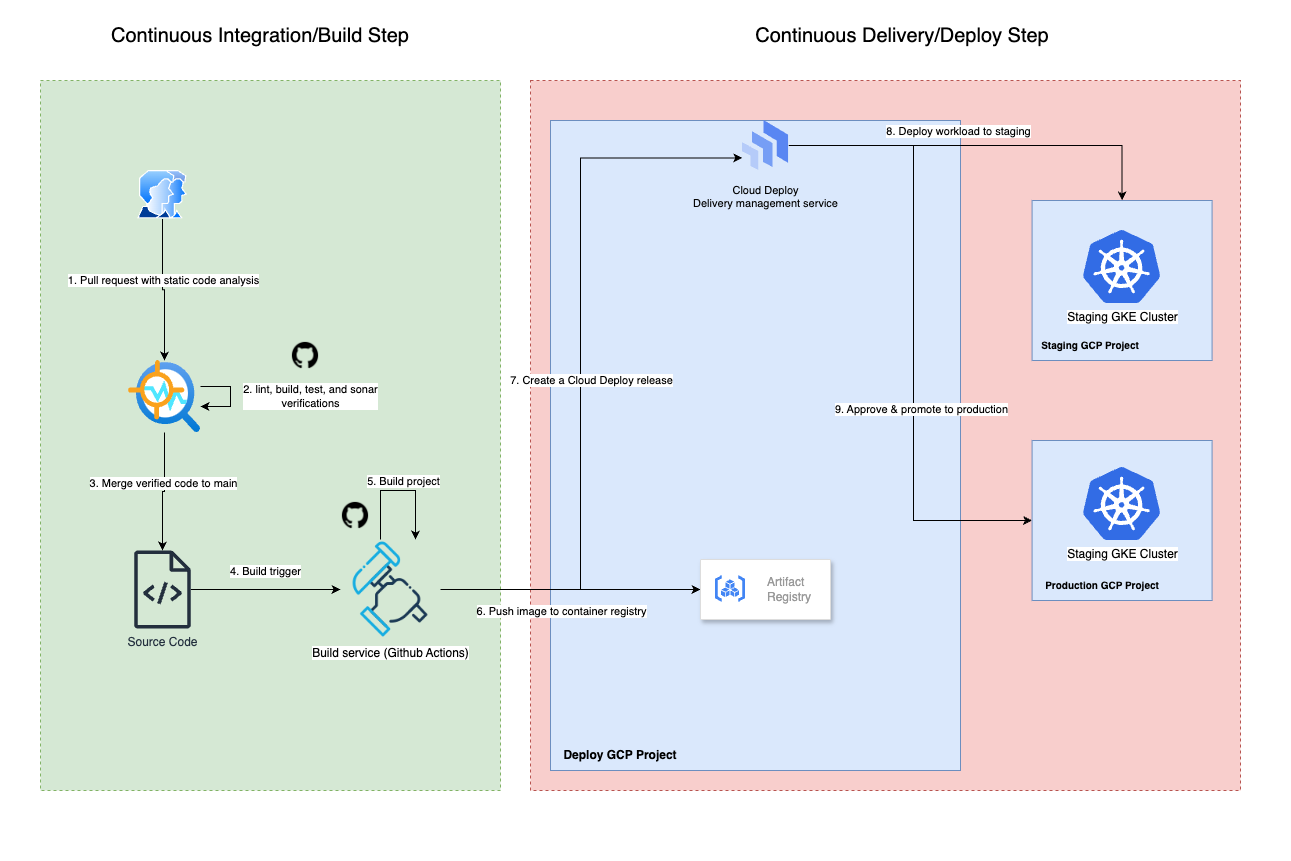 Continuous Integration/Build Step
Continuous Delivery/Deploy Step
1. Pull request with static code analysis
2. lint, build, test, and sonar
verifications
3. Merge verified code to main
</>
Source Code
4. Build trigger
5. Build project
Build service (Github Actions)
6. Push image to container registry
7. Create a Cloud Deploy release
Cloud Deploy
Delivery management service
Artifact
Registry
Deploy GCP Project
8. Deploy workload to staging
Staging GKE Cluster
Staging GCP Project
9. Approve & promote to production
Staging GKE Cluster
Production GCP Project